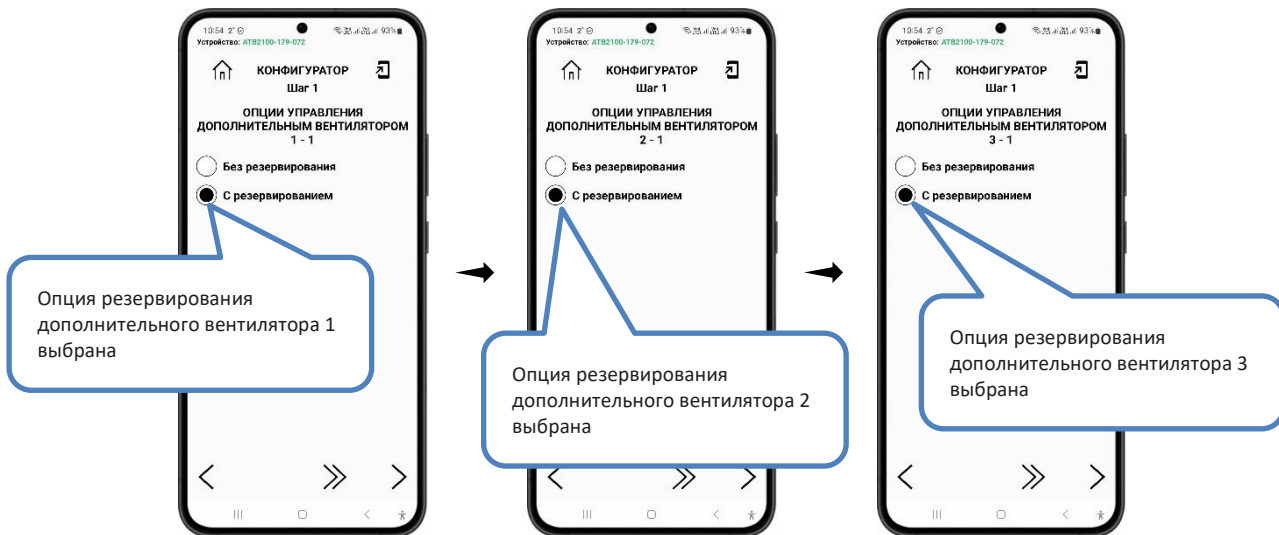 10:54 2°
93%
Устройство: ATB2100-179-072
КОНФИГУРАТОР
Шаг 1
ОПЦИИ УПРАВЛЕНИЯ
ДОПОЛНИТЕЛЬНЫМ ВЕНТИЛЯТОРОМ
1 - 1
Без резервирования
С резервированием
Опция резервирования
дополнительного вентилятора 1
выбрана
10:54 2°
93%
Устройство: ATB2100-179-072
КОНФИГУРАТОР
Шаг 1
ОПЦИИ УПРАВЛЕНИЯ
ДОПОЛНИТЕЛЬНЫМ ВЕНТИЛЯТОРОМ
2 - 1
Без резервирования
С резервированием
Опция резервирования
дополнительного вентилятора 2
выбрана
10:54 2°
93%
Устройство: ATB2100-179-072
КОНФИГУРАТОР
Шаг 1
ОПЦИИ УПРАВЛЕНИЯ
ДОПОЛНИТЕЛЬНЫМ ВЕНТИЛЯТОРОМ
3 - 1
Без резервирования
С резервированием
Опция резервирования
дополнительного вентилятора 3
выбрана